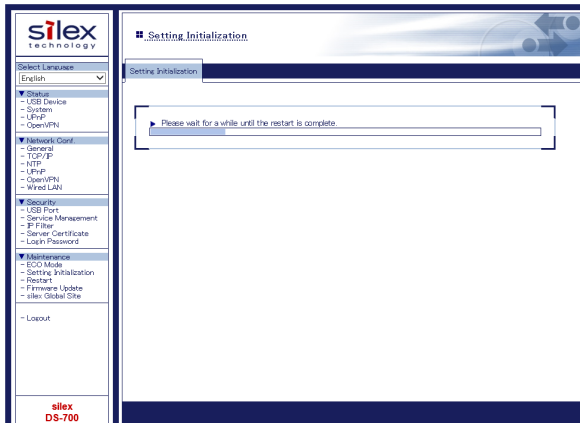 silex
technology
Select Language
English
▼ Status
- USB Device
- System
- UPnP
- OpenVPN
▼ Network Conf.
- General
- TCP/IP
- NTP
- UPnP
- OpenVPN
- Wired LAN
▼ Security
- USB Port
- Service Management
- IP Filter
- Server Certificate
- Login Password
▼ Maintenance
- ECO Mode
- Setting Initialization
- Restart
- Firmware Update
- silex Global Site
- Logout
silex
DS-700
Setting Initialization
Setting Initialization
Please wait for a while until the restart is complete.